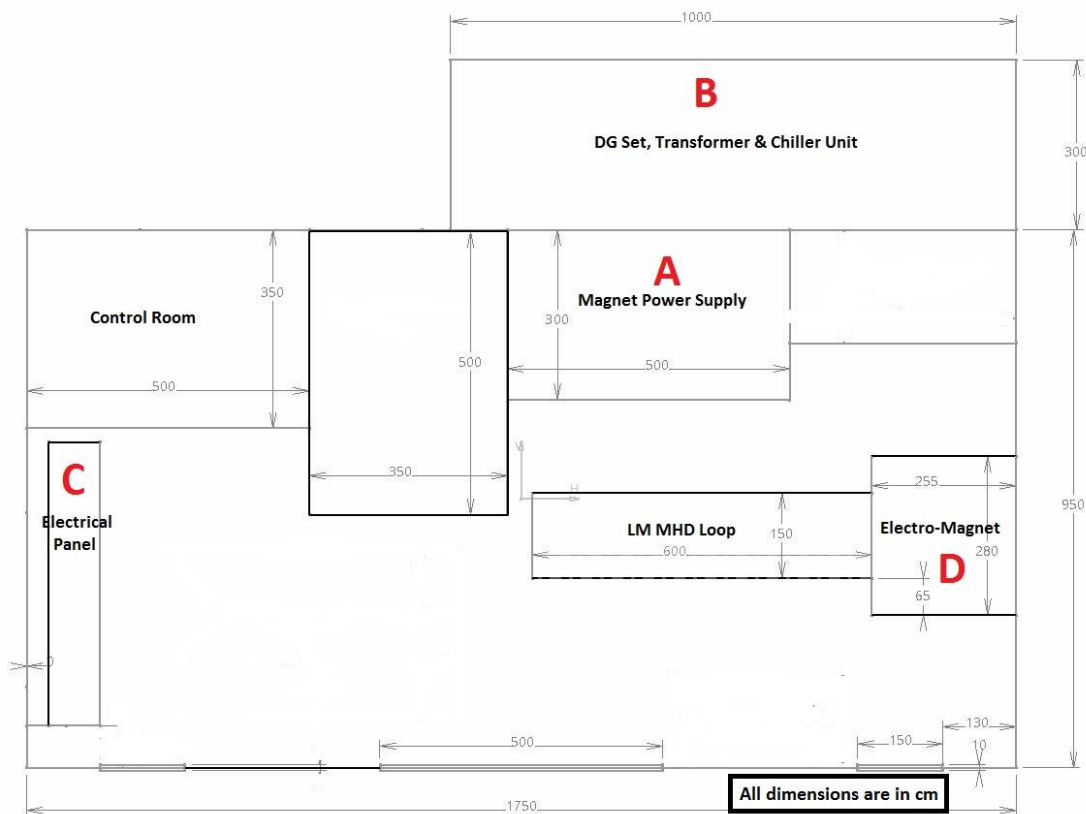 1000
B
DG Set, Transformer & Chiller Unit
300
A
Magnet Power Supply
350
Control Room
300
500
500
500
350
C
Electrical
Panel
H
255
950
LM MHD Loop
150
Electro-Magnet
600
280
D
65
130
500
150
10
All dimensions are in cm
1750